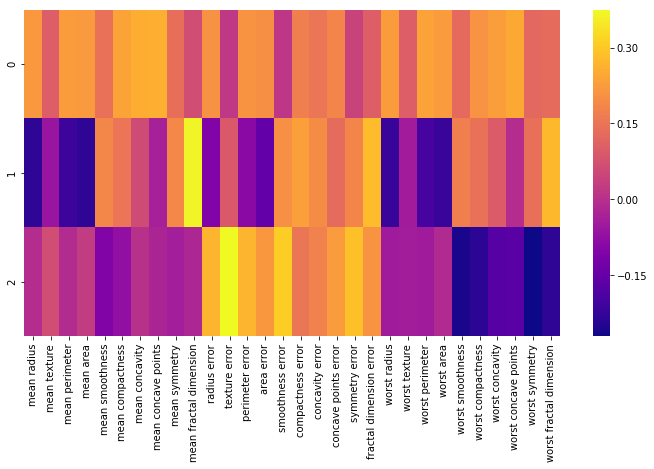 0
1
2
mean radius
mean texture
mean perimeter
mean area
mean smoothness
mean compactness
mean concavity
mean concave points
mean symmetry
mean fractal dimension
radius error
texture error
perimeter error
area error
smoothness error
compactness error
concavity error
concave points error
symmetry error
fractal dimension error
worst radius
worst texture
worst perimeter
worst area
worst smoothness
worst compactness
worst concavity
worst concave points
worst symmetry
worst fractal dimension
0.30
0.15
0.00
−0.15